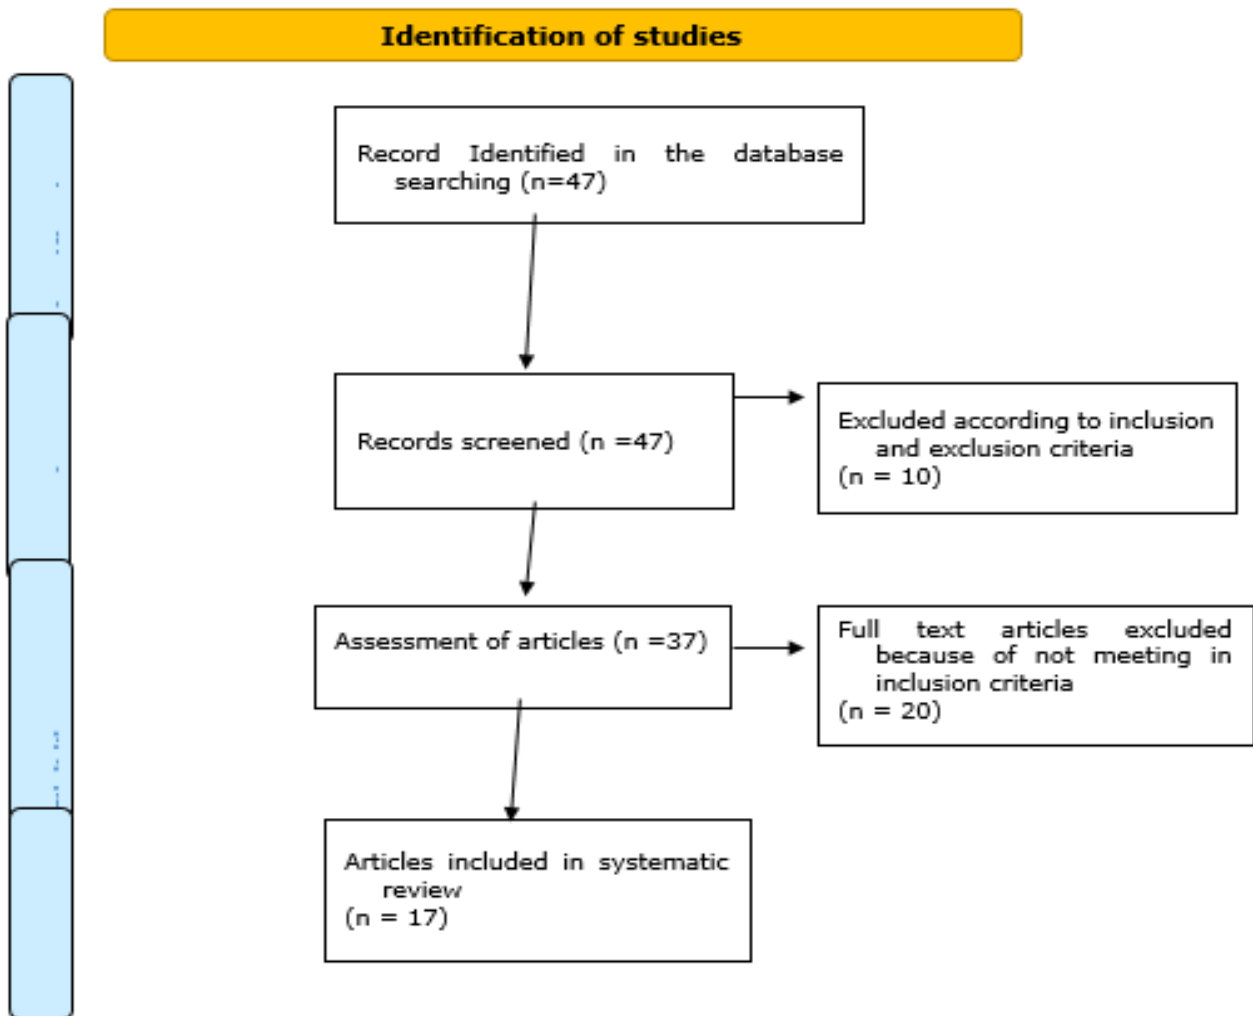 Identification of studies
Record Identified in the database
searching (n=47)
Records screened (n =47)
Excluded according to inclusion
and exclusion criteria
(n = 10)
Assessment of articles (n =37)
Full text articles excluded
because of not meeting in
inclusion criteria
(n = 20)
Articles included in systematic
review
(n = 17)